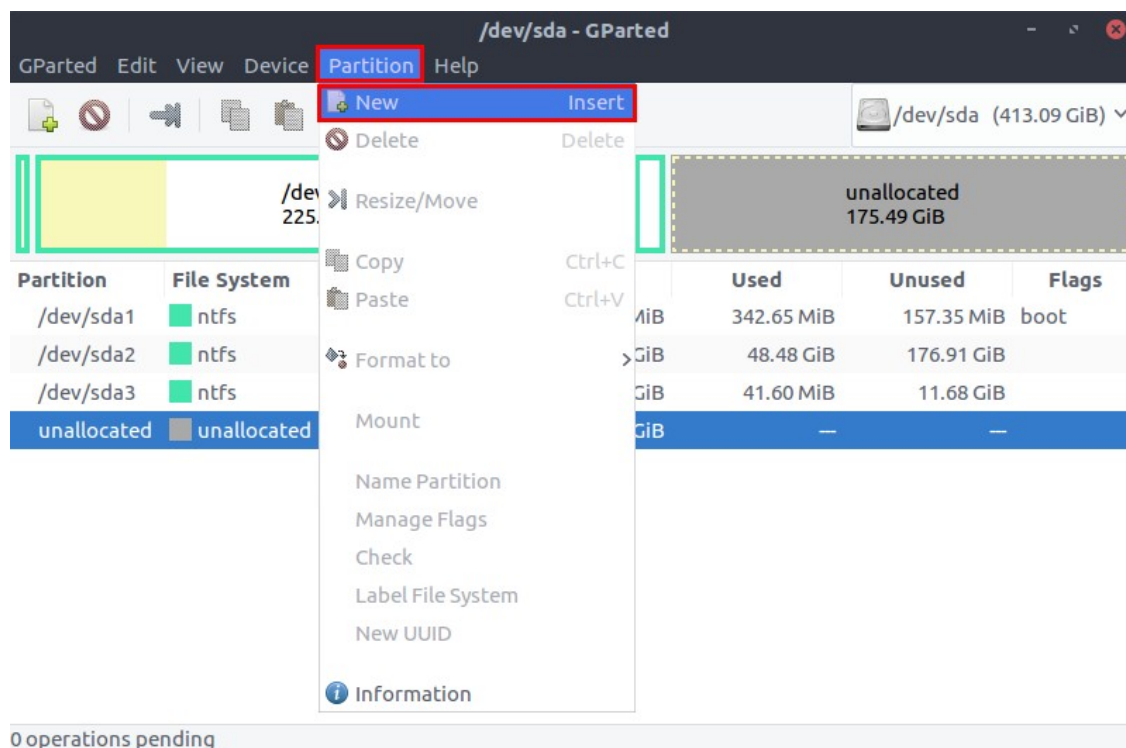 /dev/sda - GParted
GParted Edit View Device Partition Help
New Insert
/dev/sda (413.09 GiB)
Delete Delete
Resize/Move
/dev
225.
unallocated
175.49 GiB
Copy Ctrl+C
Paste Ctrl+V
Format to
Mount
Name Partition
Manage Flags
Check
Label File System
New UUID
Information
Partition File System Used Unused Flags
/dev/sda1 ntfs MiB 342.65 MiB 157.35 MiB boot
/dev/sda2 ntfs GiB 48.48 GiB 176.91 GiB
/dev/sda3 ntfs GiB 41.60 MiB 11.68 GiB
unallocated unallocated GiB — —
0 operations pending